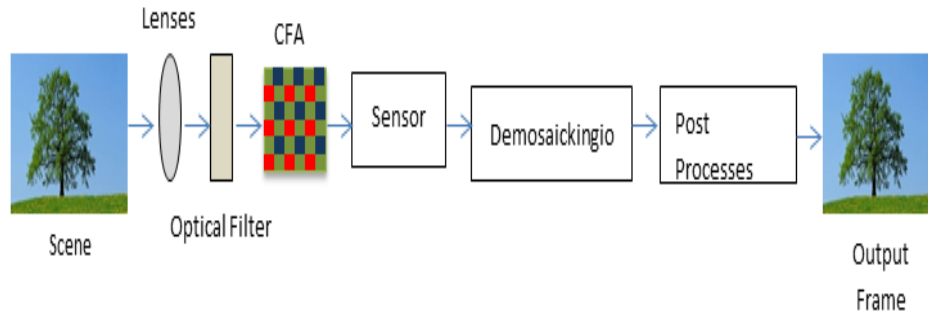 Lenses
CFA
Sensor
Demosaickingio
Post
Processes
Scene
Optical Filter
Output
Frame